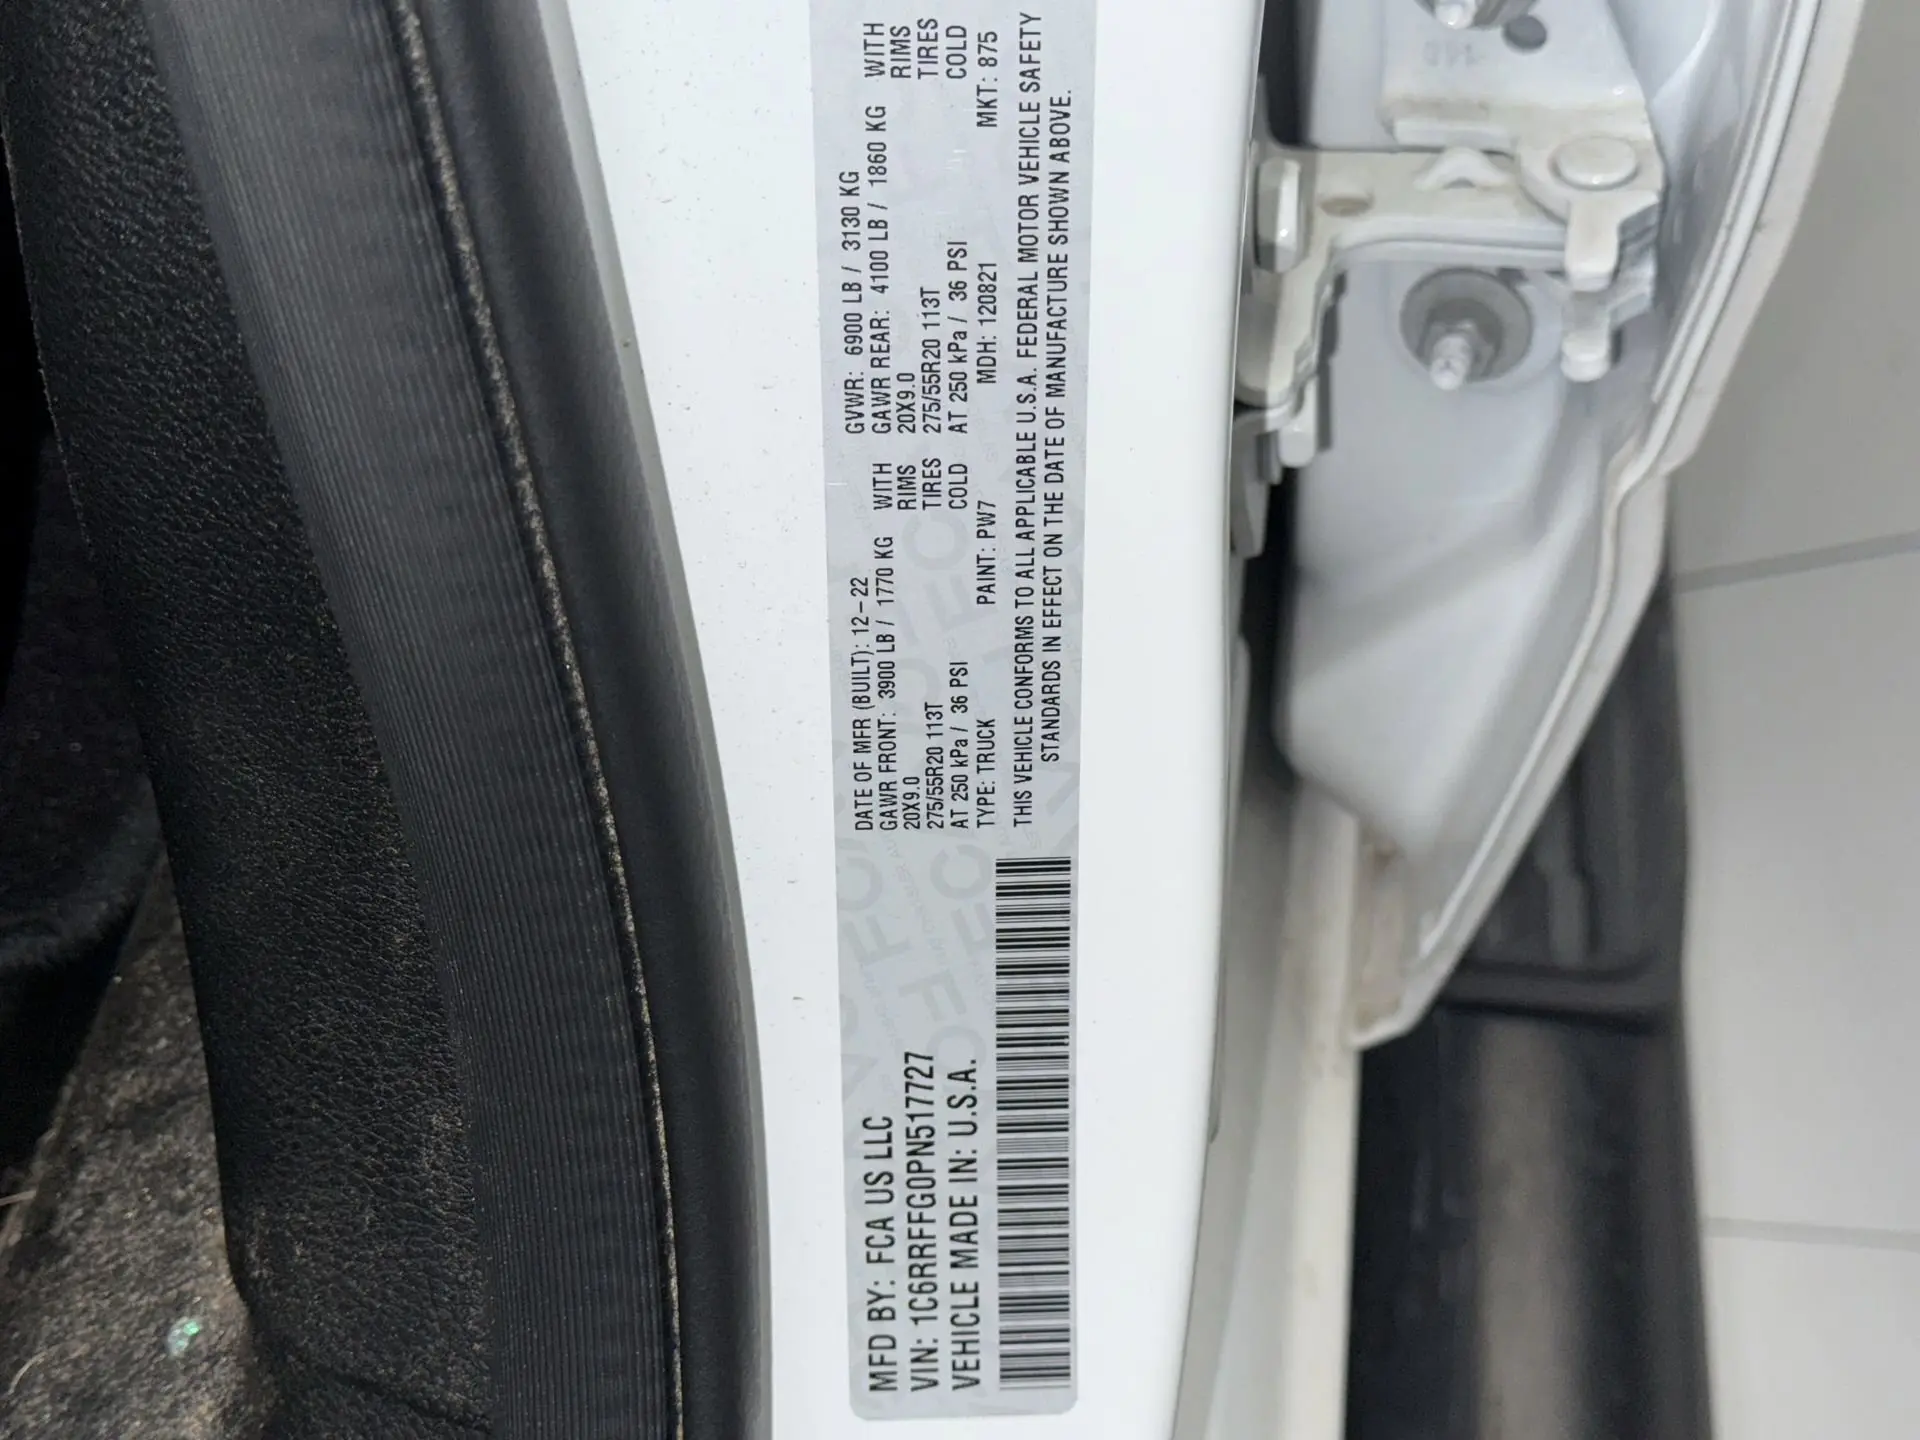 MFD BY: FCA US LLC
VIN: 1C6RRFFG0PN517727
VEHICLE MADE IN: U.S.A.
DATE OF MFR (BUILT): 12-22
GVWR: 6900 LB / 3130 KG
GAWR FRONT: 3900 LB / 1770 KG WITH
20X9.0 RIMS
275/55R20 113T TIRES
AT 250 kPa / 36 PSI COLD
GAWR REAR: 4100 LB / 1860 KG WITH
20X9.0 RIMS
275/55R20 113T TIRES
AT 250 kPa / 36 PSI COLD
TYPE: TRUCK PAINT: PW7 MDH: 120821 MKT: 875
THIS VEHICLE CONFORMS TO ALL APPLICABLE U.S.A. FEDERAL MOTOR VEHICLE SAFETY
STANDARDS IN EFFECT ON THE DATE OF MANUFACTURE SHOWN ABOVE.